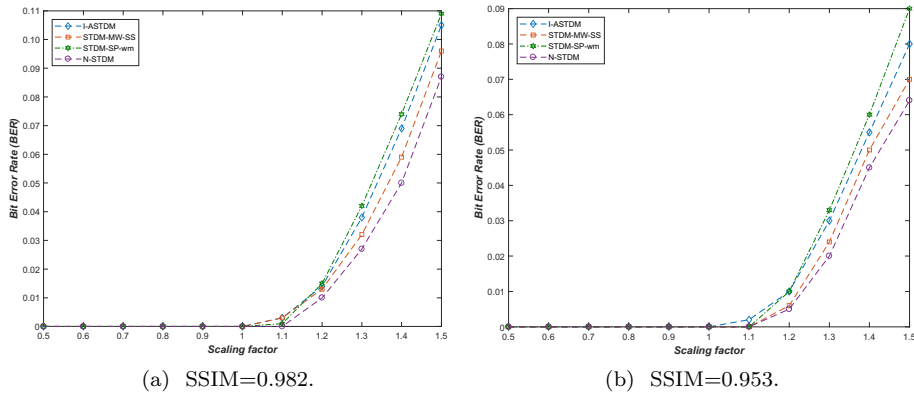 0.11
0.10
0.09
0.08
0.07
0.06
0.05
0.04
0.03
0.02
0.01
0
Bit Error Rate (BER)
I-ASTDM
STDM-MW-SS
STDM-SP-wm
N-STDM
0.5 0.6 0.7 0.8 0.9 1 1.1 1.2 1.3 1.4 1.5
Scaling factor
(a) SSIM=0.982.
0.09
0.08
0.07
0.06
0.05
0.04
0.03
0.02
0.01
0
Bit Error Rate (BER)
I-ASTDM
STDM-MW-SS
STDM-SP-wm
N-STDM
0.5 0.6 0.7 0.8 0.9 1 1.1 1.2 1.3 1.4 1.5
Scaling factor
(b) SSIM=0.953.